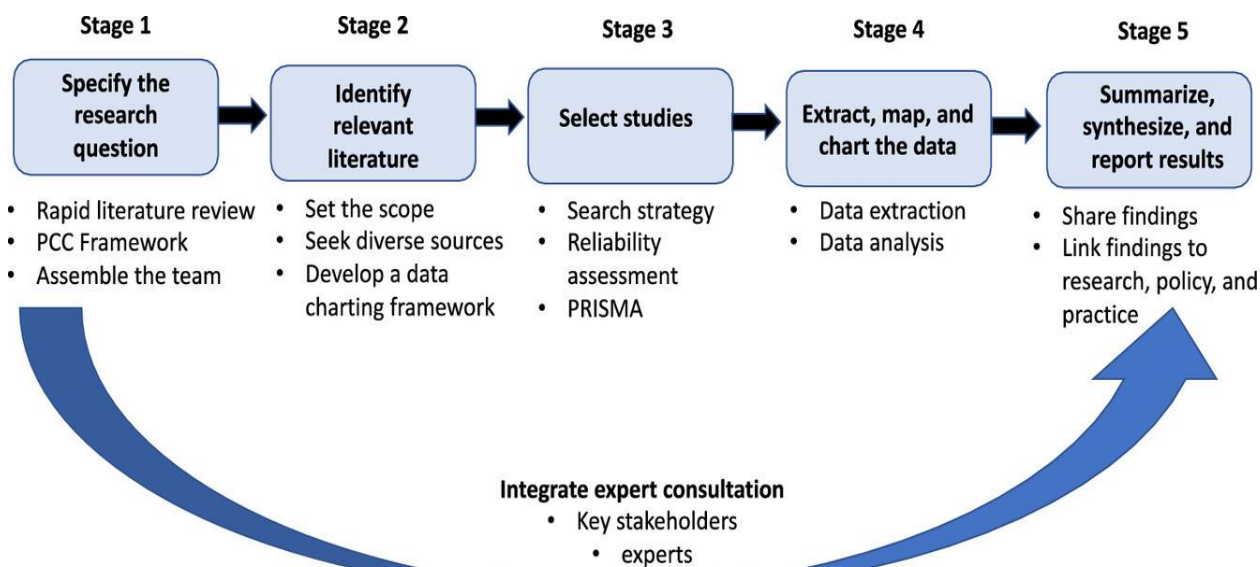 Stage 1
Stage 2
Stage 3
Stage 4
Stage 5
Specify the
research
question
Identify
relevant
literature
Select studies
Extract, map, and
chart the data
Summarize,
synthesize, and
report results
• Rapid literature review
• PCC Framework
• Assemble the team
• Set the scope
• Seek diverse sources
• Develop a data
charting framework
• Search strategy
• Reliability
assessment
• PRISMA
• Data extraction
• Data analysis
• Share findings
• Link findings to
research, policy, and
practice
Integrate expert consultation
• Key stakeholders
• experts